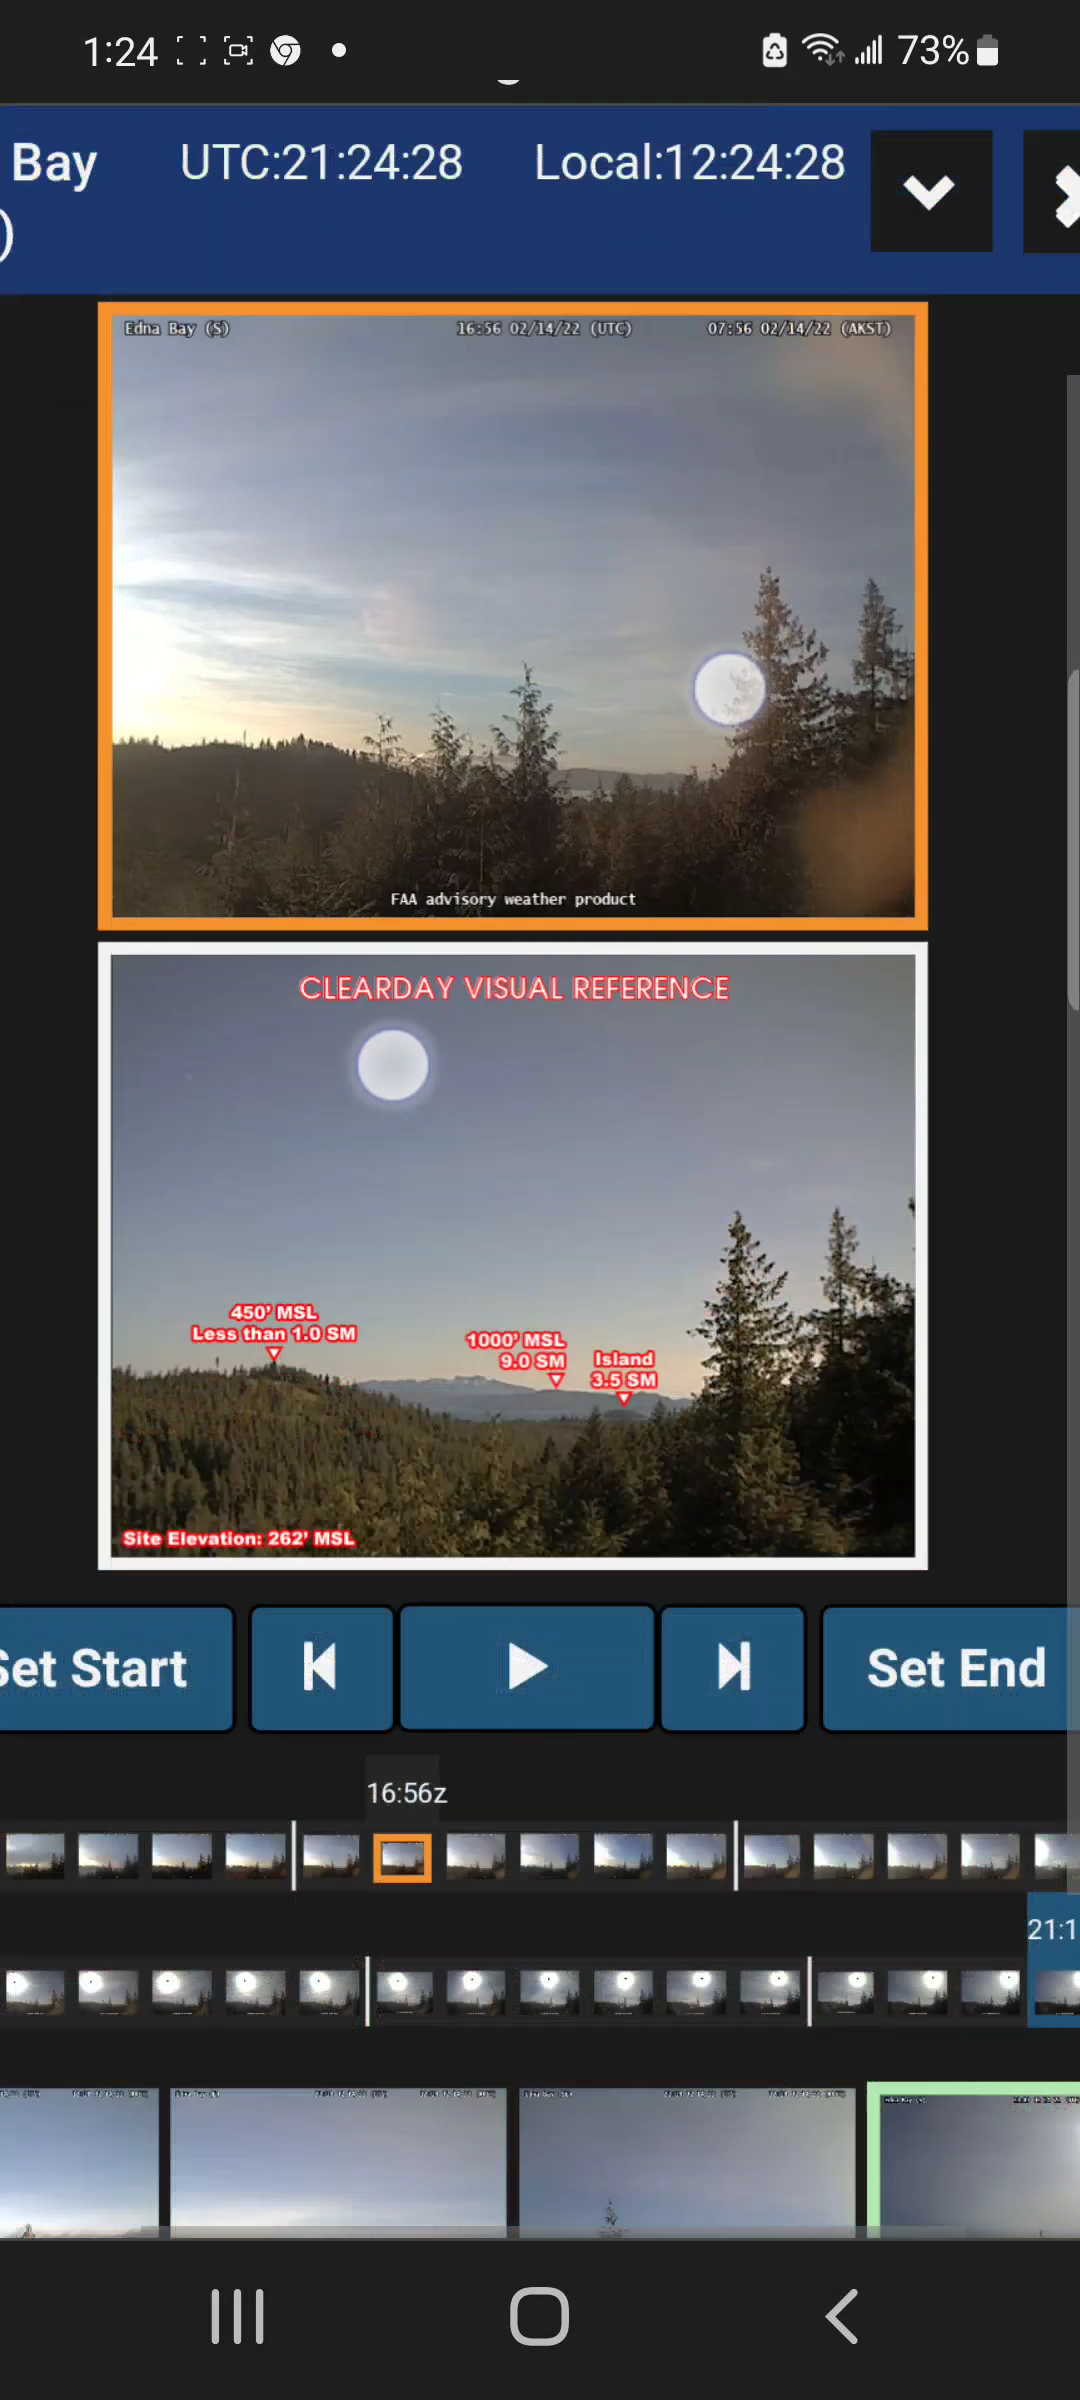 1:24 73%
Bay UTC:21:24:28 Local:12:24:28
)
Edna Bay (S) 16:56 02/14/22 (UTC) 07:56 02/14/22 (AKST)
FAA advisory weather product
CLEARDAY VISUAL REFERENCE
450' MSL
Less than 1.0 SM
1000' MSL
9.0 SM
Island
3.5 SM
Site Elevation: 262' MSL
Set Start Set End
16:56z
21:1